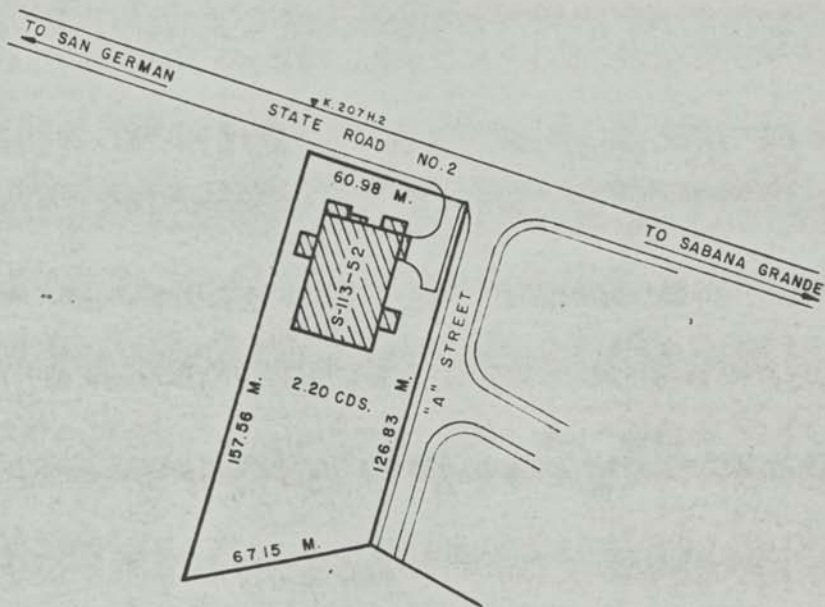 TO SAN GERMAN
K. 207 H.2
STATE ROAD NO. 2
60.98 M.
TO SABANA GRANDE
S-113-52
"A" STREET
2.20 CDS.
157.56 M.
126.83 M.
67.15 M.